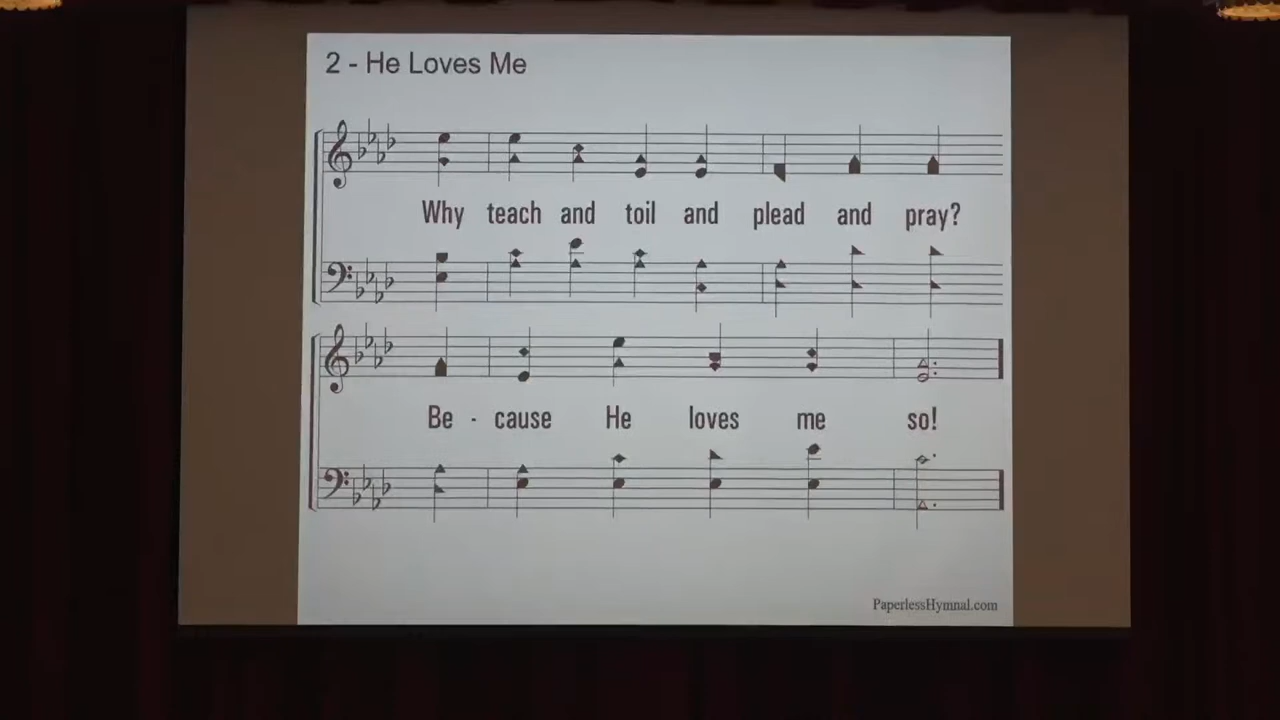 2 - He Loves Me
Why teach and toil and plead and pray?
Be - cause He loves me so!
PaperlessHymnal.com